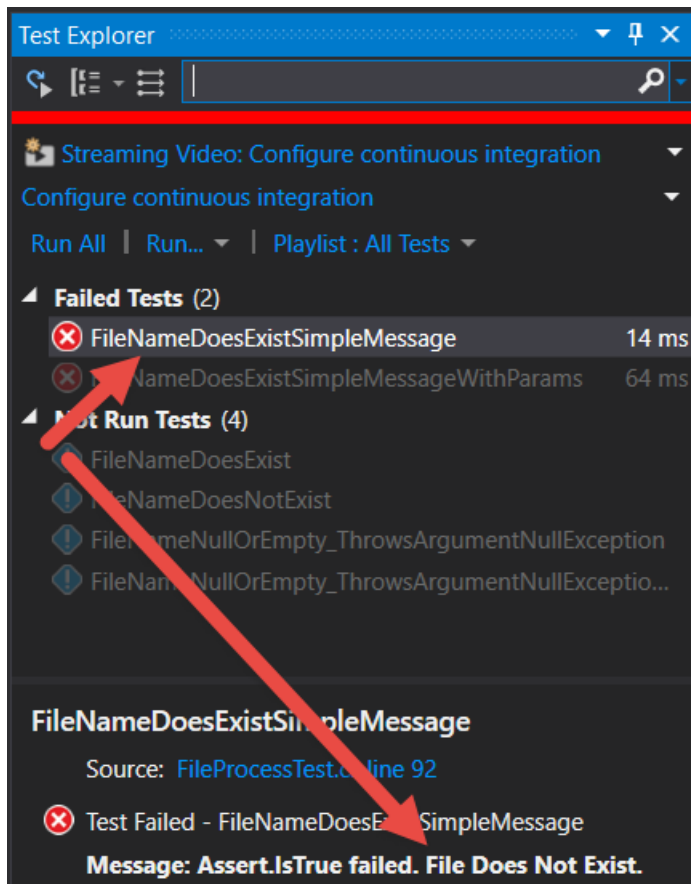 Test Explorer
Streaming Video: Configure continuous integration
Configure continuous integration
Run All | Run... | Playlist : All Tests
Failed Tests (2)
FileNameDoesExistSimpleMessage 14 ms
NameDoesExistSimpleMessageWithParams 64 ms
Not Run Tests (4)
FileNameDoesExist
FileNameDoesNotExist
FileNameNullOrEmpty_ThrowsArgumentNullException
FileNameNullOrEmpty_ThrowsArgumentNullExceptio...
FileNameDoesExistSimpleMessage
Source: FileProcessTest.cs line 92
Test Failed - FileNameDoesExistSimpleMessage
Message: Assert.IsTrue failed. File Does Not Exist.